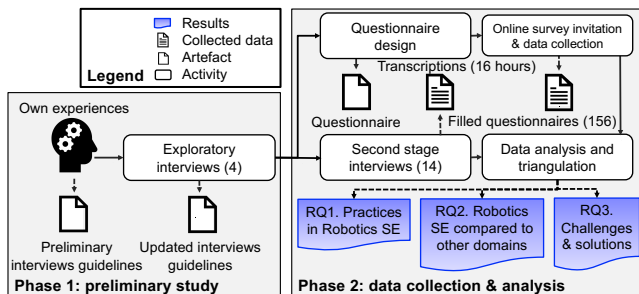 Results
Collected data
Artefact
Legend
Activity
Own experiences
Exploratory
interviews (4)
Preliminary
interviews guidelines
Updated interviews
guidelines
Phase 1: preliminary study
Questionnaire
design
Online survey invitation
& data collection
Transcriptions (16 hours)
Questionnaire
Filled questionnaires (156)
Second stage
interviews (14)
Data analysis and
triangulation
RQ1. Practices
in Robotics SE
RQ2. Robotics
SE compared to
other domains
RQ3.
Challenges
& solutions
Phase 2: data collection & analysis